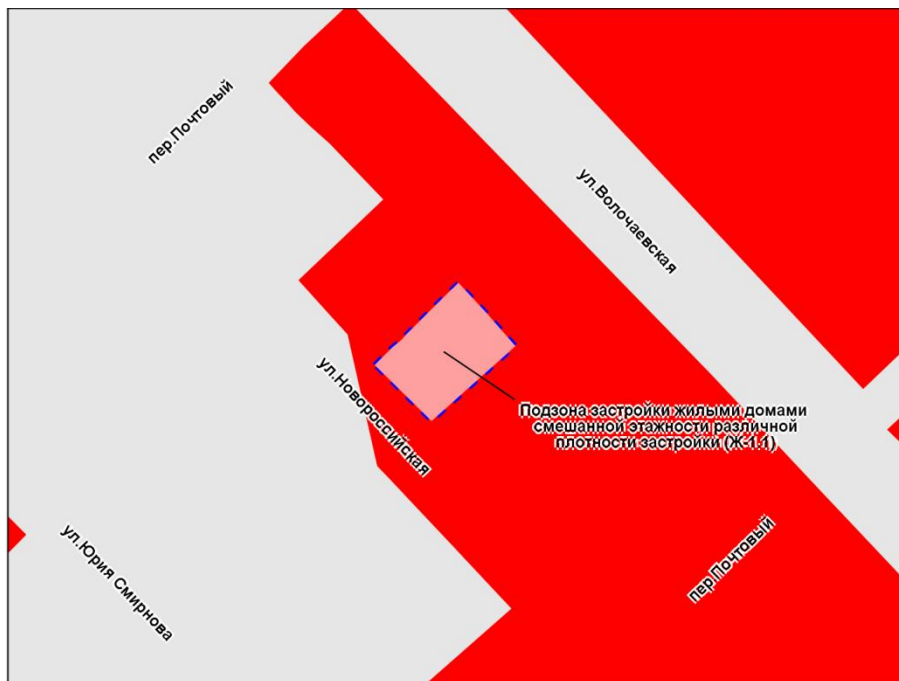 пер.Почтовый
ул.Волочаевская
ул.Новороссийская
Подзона застройки жилыми домами
смешанной этажности различной
плотности застройки (Ж-1.1)
ул.Юрия Смирнова
пер.Почтовый